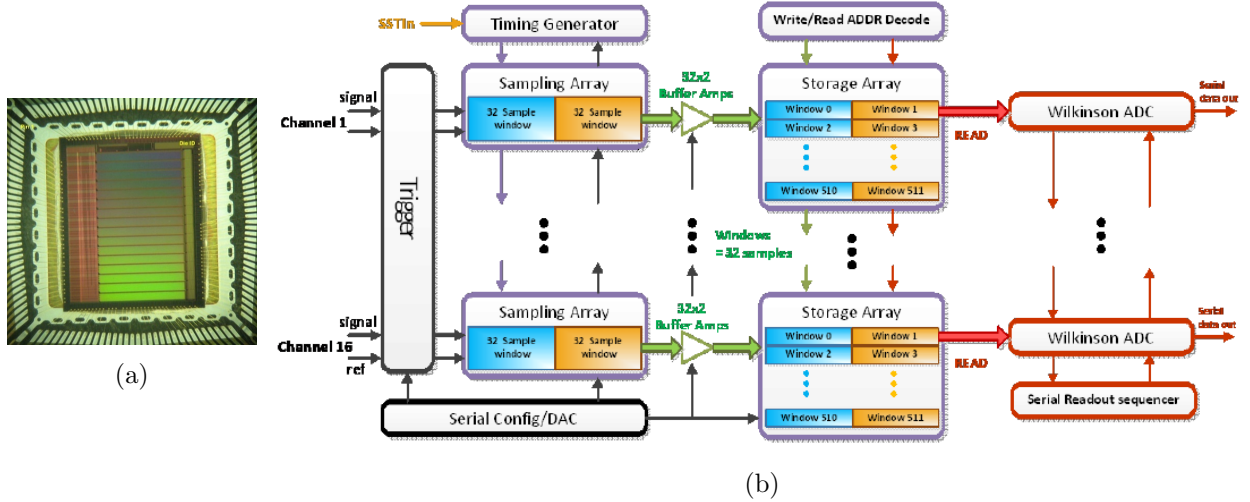 SSTin
Timing Generator
Write/Read ADDR Decode
Sampling Array
32x2
Buffer Amps
Storage Array
signal
Channel 1
32 Sample
window
32 Sample
window
Window 0
Window 1
Window 2
Window 3
Window 510
Window 511
READ
Wilkinson ADC
Serial
data out
Trigger
Windows
= 32 samples
signal
Channel 16
ref
Sampling Array
32 Sample
window
32 Sample
window
32x2
Buffer Amps
Storage Array
Window 0
Window 1
Window 2
Window 3
Window 510
Window 511
READ
Wilkinson ADC
Serial
data out
Serial Readout sequencer
Serial Config/DAC
(a)
(b)